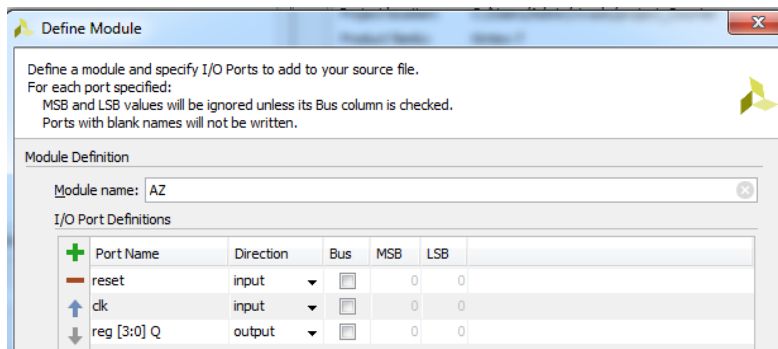 Define Module
Define a module and specify I/O Ports to add to your source file.
For each port specified:
MSB and LSB values will be ignored unless its Bus column is checked.
Ports with blank names will not be written.
Module Definition
Module name: AZ
I/O Port Definitions
Port Name Direction Bus MSB LSB
reset input 0 0
clk input 0 0
reg [3:0] Q output 0 0